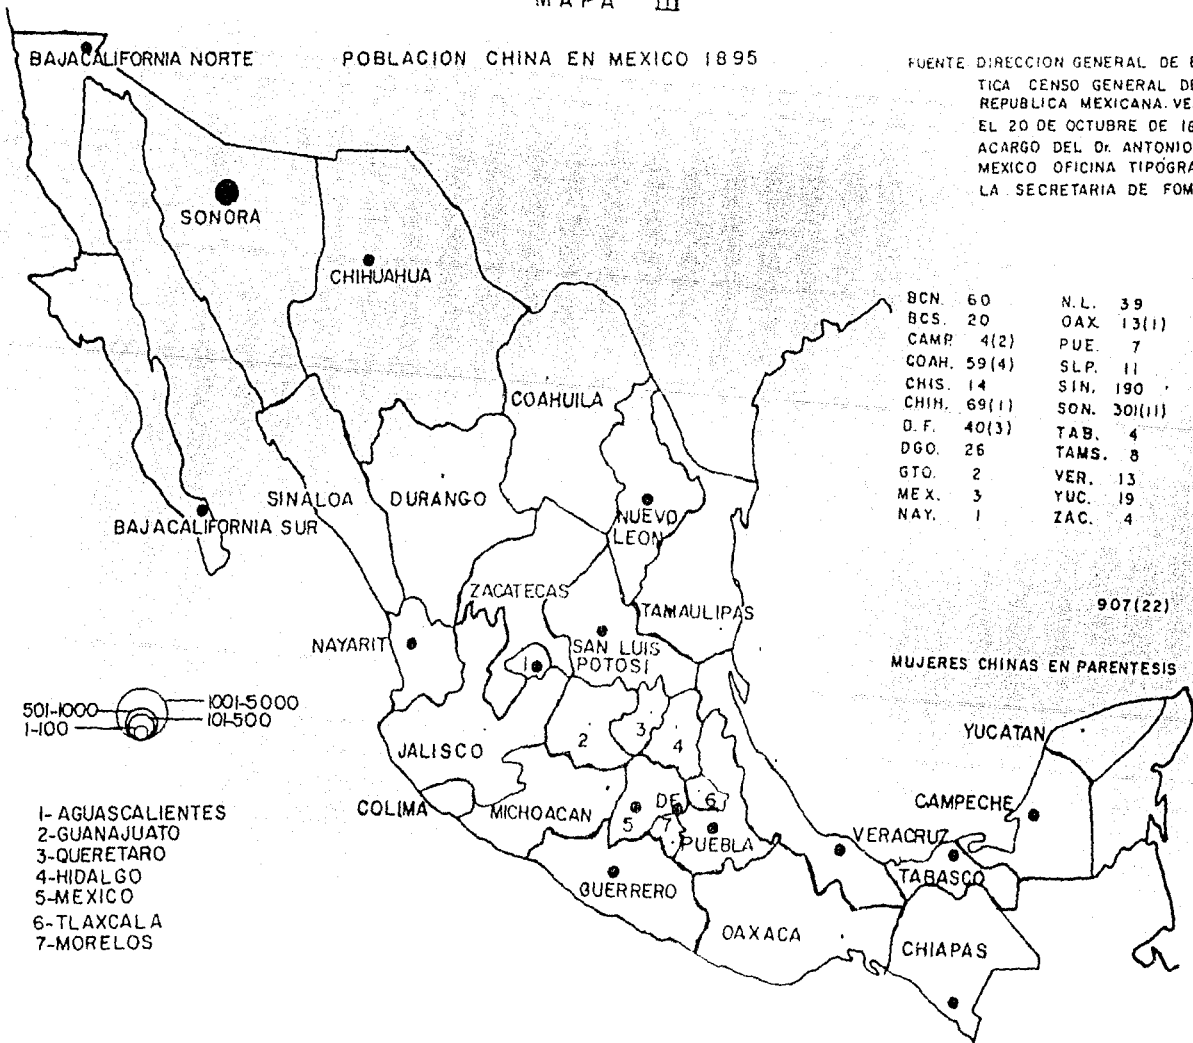 MAPA III
POBLACION CHINA EN MEXICO 1895
FUENTE DIRECCION GENERAL DE
TICA CENSO GENERAL DE
REPUBLICA MEXICANA. VE
EL 20 DE OCTUBRE DE 18
ACARGO DEL Dr. ANTONIO
MEXICO OFICINA TIPOGRA
LA SECRETARIA DE FOM
BAJACALIFORNIA NORTE
SONORA
CHIHUAHUA
COAHUILA
SINALOA
DURANGO
NUEVO
LEON
BAJACALIFORNIA SUR
ZACATECAS
TAMAULIPAS
NAYARIT
SAN LUIS
POTOSI
1
2
3
4
JALISCO
COLIMA
MICHOACAN
5
DF
6
7
PUEBLA
GUERRERO
OAXACA
VERACRUZ
TABASCO
CHIAPAS
CAMPECHE
YUCATAN
BCN. 60 N.L. 39
BCS. 20 OAX. 13(1)
CAMP. 4(2) PUE. 7
COAH. 59(4) SLP. 11
CHIS. 14 SIN. 190
CHIH. 69(1) SON. 301(11)
D.F. 40(3) TAB. 4
DGO. 26 TAMS. 8
GTO. 2 VER. 13
MEX. 3 YUC. 19
NAY. 1 ZAC. 4
907(22)
MUJERES CHINAS EN PARENTESIS
1001-5000
501-1000
101-500
1-100
1- AGUASCALIENTES
2-GUANAJUATO
3-QUERETARO
4-HIDALGO
5-MEXICO
6-TLAXCALA
7-MORELOS